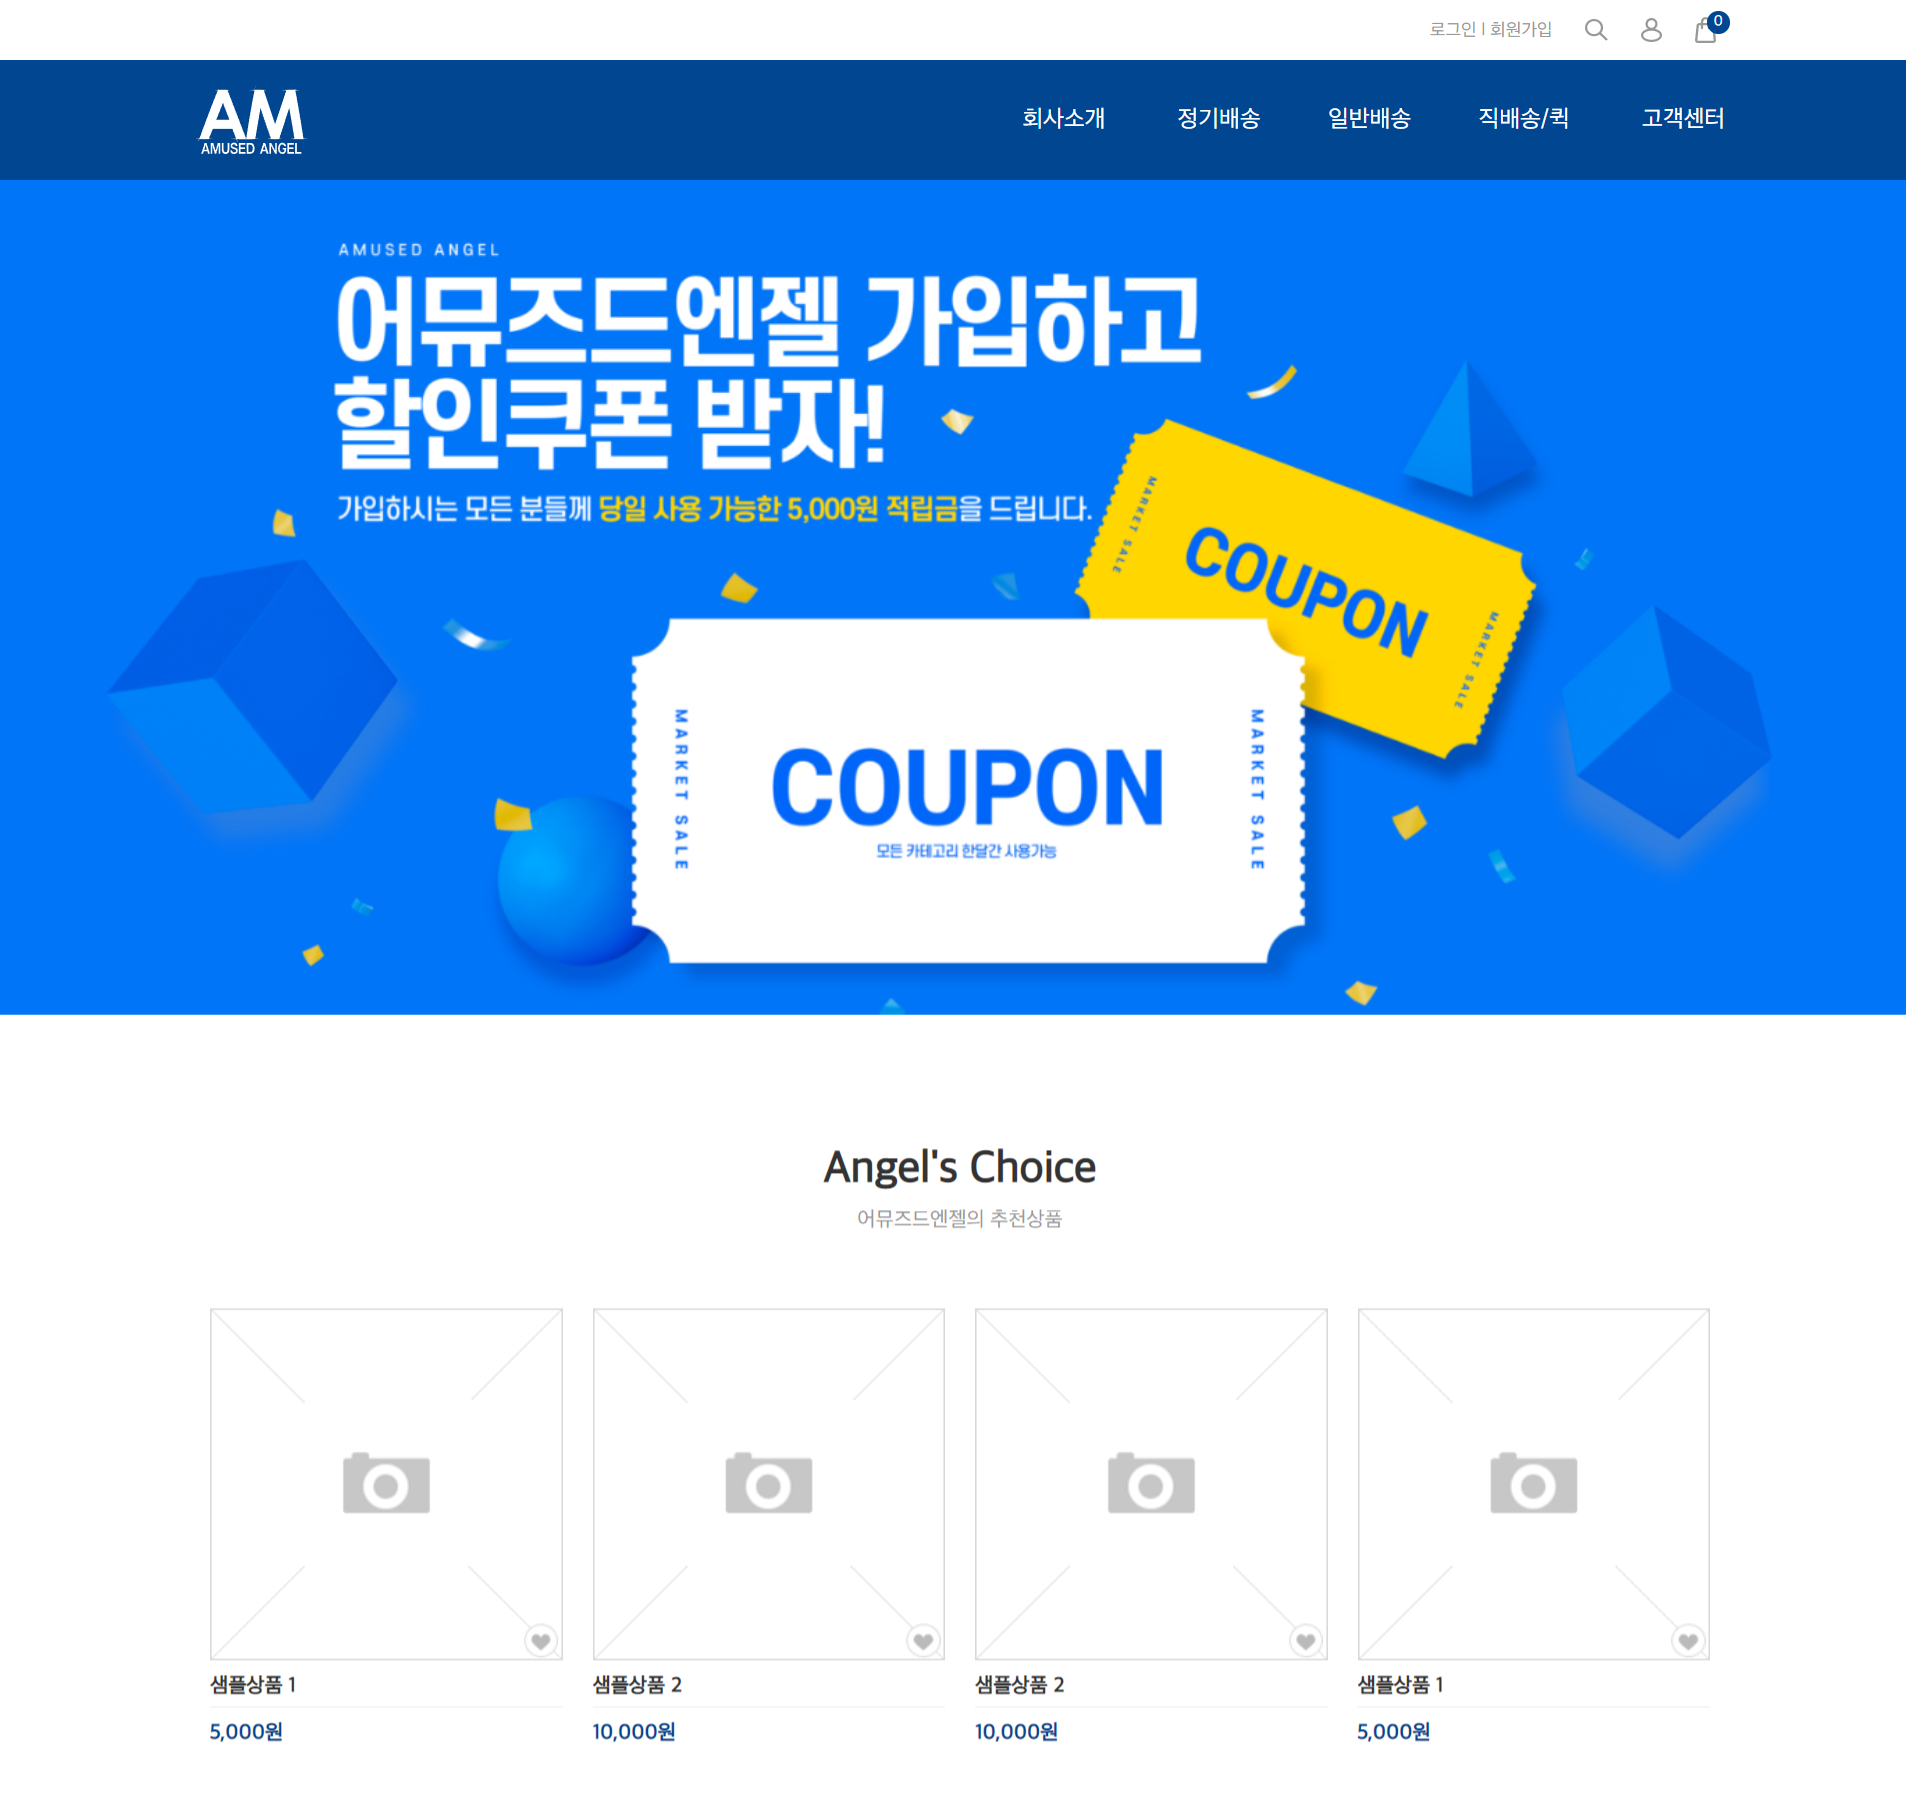 로그인 | 회원가입
0
AM
AMUSED ANGEL
회사소개 정기배송 일반배송 직배송/퀵 고객센터
AMUSED ANGEL
어뮤즈드엔젤 가입하고
할인쿠폰 받자!
가입하시는 모든 분들께 당일 사용 가능한 5,000원 적립금을 드립니다.
MARKET SALE
COUPON
MARKET SALE
MARKET SALE
COUPON
모든 카테고리 한달간 사용가능
MARKET SALE
Angel's Choice
어뮤즈드엔젤의 추천상품
샘플상품 1
5,000원
샘플상품 2
10,000원
샘플상품 2
10,000원
샘플상품 1
5,000원